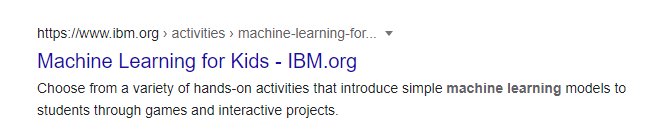 https://www.ibm.org › activities › machine-learning-for...
Machine Learning for Kids - IBM.org
Choose from a variety of hands-on activities that introduce simple machine learning models to
students through games and interactive projects.